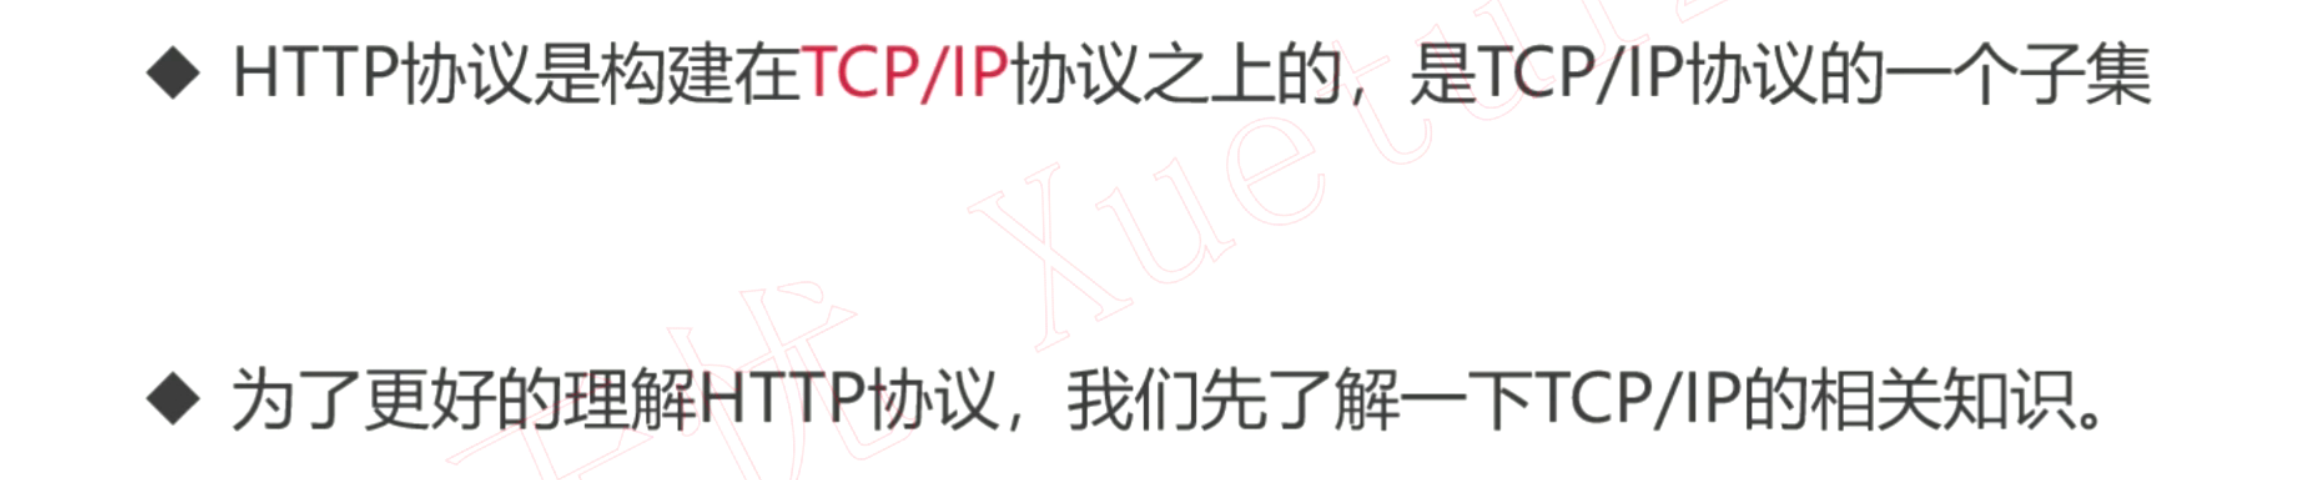 ◆ HTTP协议是构建在TCP/IP协议之上的，是TCP/IP协议的一个子集
◆ 为了更好的理解HTTP协议，我们先了解一下TCP/IP的相关知识。